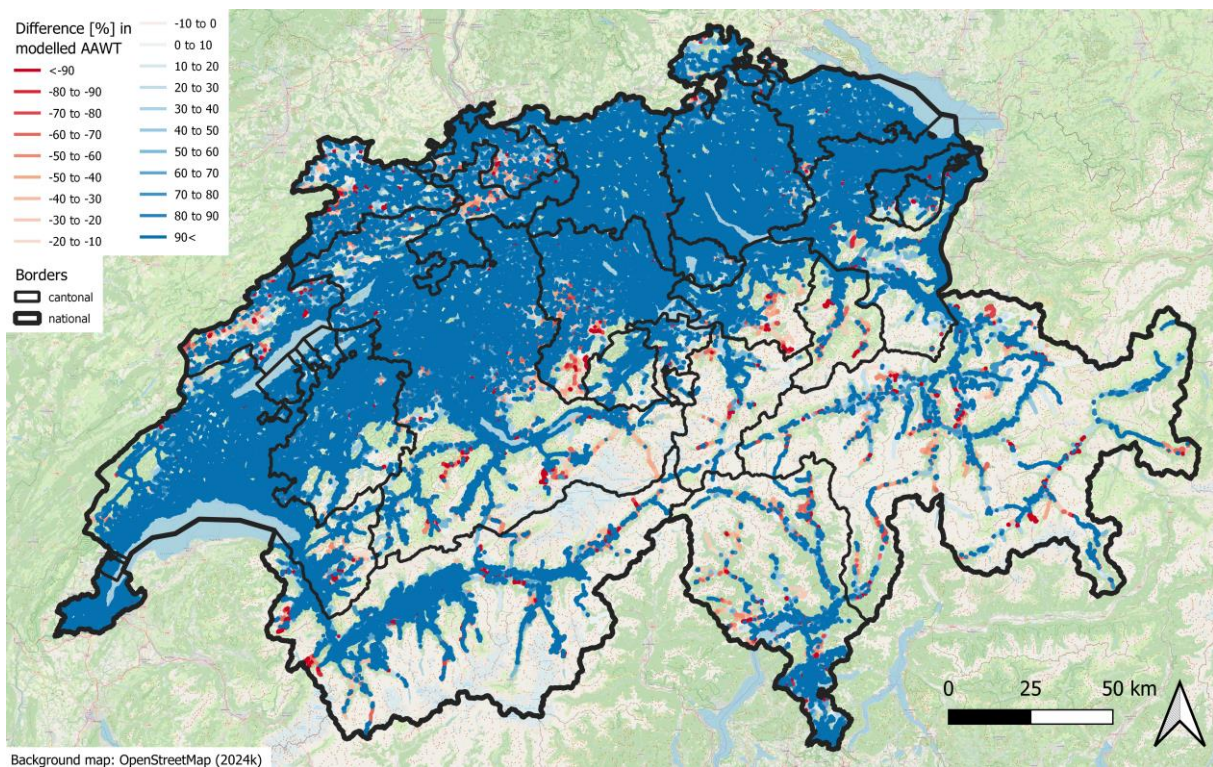 Difference [%] in
modelled AAWT
<-90
-80 to -90
-70 to -80
-60 to -70
-50 to -60
-50 to -40
-40 to -30
-30 to -20
-20 to -10
-10 to 0
0 to 10
10 to 20
20 to 30
30 to 40
40 to 50
50 to 60
60 to 70
70 to 80
80 to 90
90<
Borders
cantonal
national
0 25 50 km
Background map: OpenStreetMap (2024k)